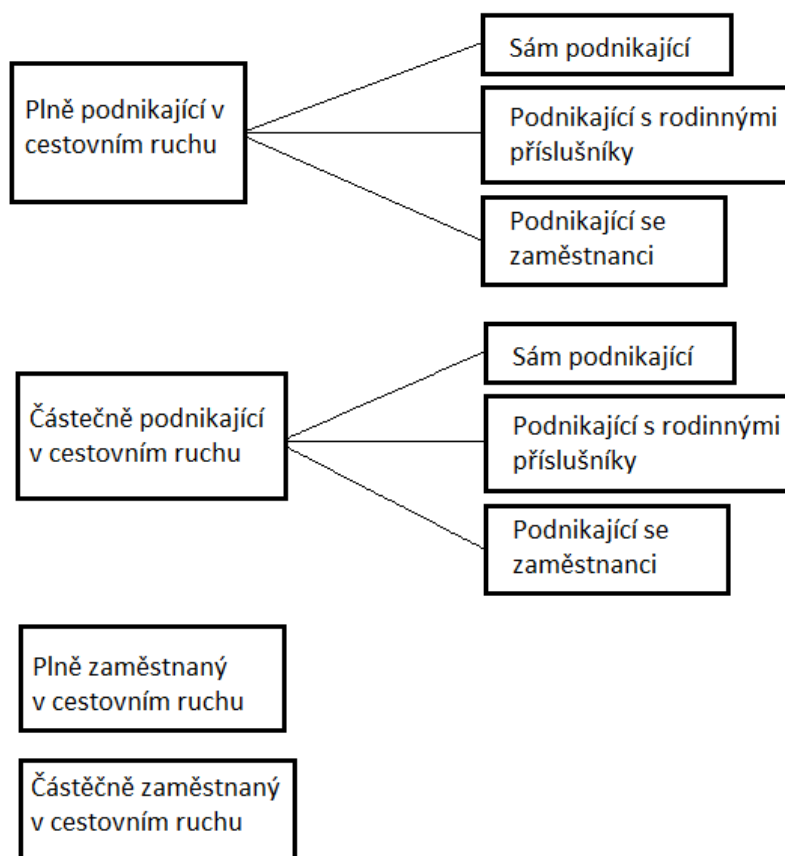 Plně podnikající v
cestovním ruchu
Sám podnikající
Podnikající s rodinnými
příslušníky
Podnikající se
zaměstnanci
Částečně podnikající
v cestovním ruchu
Sám podnikající
Podnikající s rodinnými
příslušníky
Podnikající se
zaměstnanci
Plně zaměstnaný
v cestovním ruchu
Částěčně zaměstnaný
v cestovním ruchu